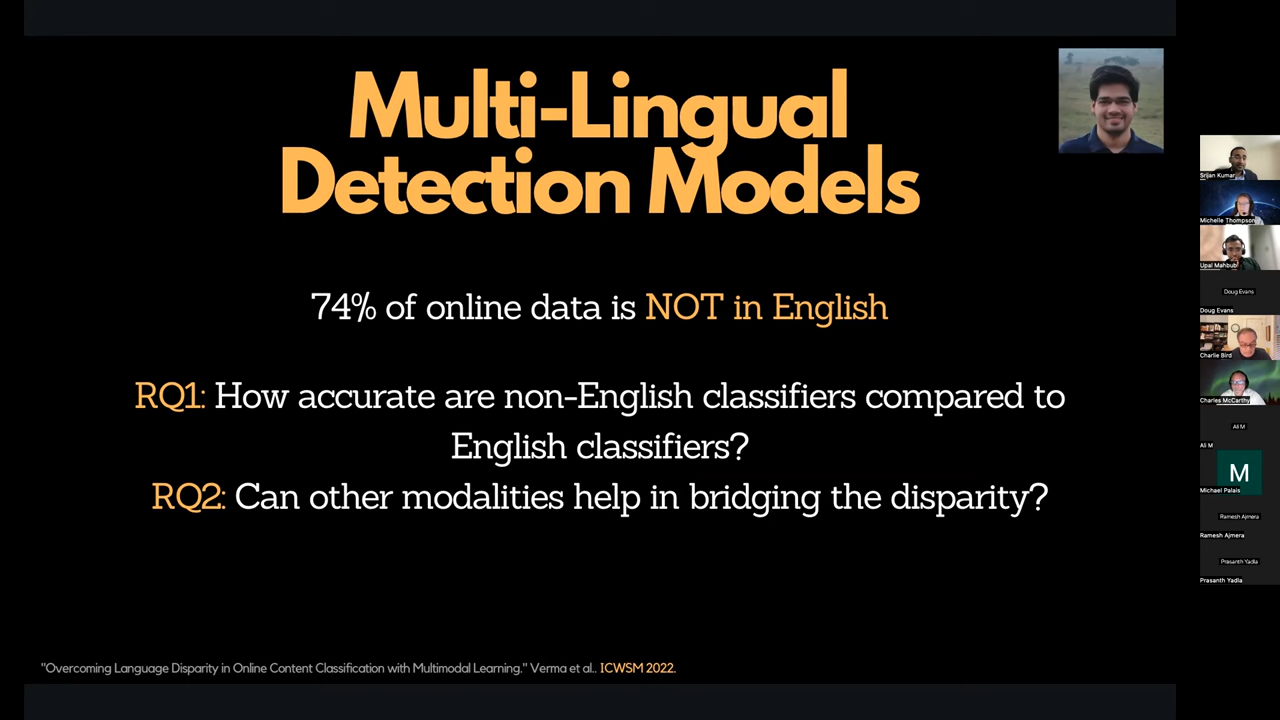 Multi-Lingual
Detection Models
74% of online data is NOT in English
RQ1: How accurate are non-English classifiers compared to
English classifiers?
RQ2: Can other modalities help in bridging the disparity?
"Overcoming Language Disparity in Online Content Classification with Multimodal Learning." Verma et al.. ICWSM 2022.
Srijan Kumar
Michelle Thompson
Upal Mahbub
Doug Evans
Doug Evans
Charlie Bird
Charles McCarthy
Ali M
Ali M
M
Michael Palais
Ramesh Ajmera
Ramesh Ajmera
Prasanth Yadla
Prasanth Yadla